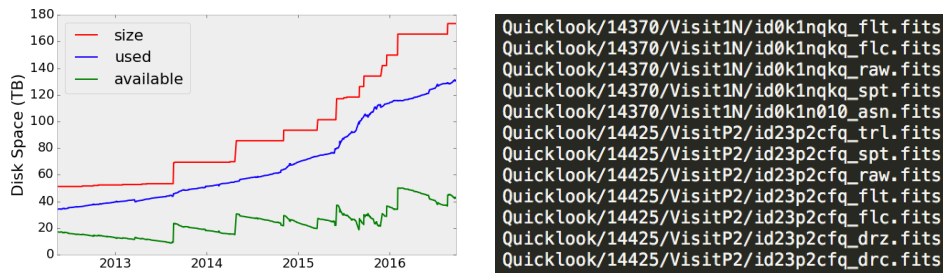 180
160
140
120
100
80
60
40
20
0
Disk Space (TB)
size
used
available
2013
2014
2015
2016
Quicklook/14370/Visit1N/id0k1nqkq_flt.fits
Quicklook/14370/Visit1N/id0k1nqkq_flc.fits
Quicklook/14370/Visit1N/id0k1nqkq_raw.fits
Quicklook/14370/Visit1N/id0k1nqkq_spt.fits
Quicklook/14370/Visit1N/id0k1n010_asn.fits
Quicklook/14425/VisitP2/id23p2cfq_trl.fits
Quicklook/14425/VisitP2/id23p2cfq_spt.fits
Quicklook/14425/VisitP2/id23p2cfq_raw.fits
Quicklook/14425/VisitP2/id23p2cfq_flt.fits
Quicklook/14425/VisitP2/id23p2cfq_flc.fits
Quicklook/14425/VisitP2/id23p2cfq_drz.fits
Quicklook/14425/VisitP2/id23p2cfq_drc.fits